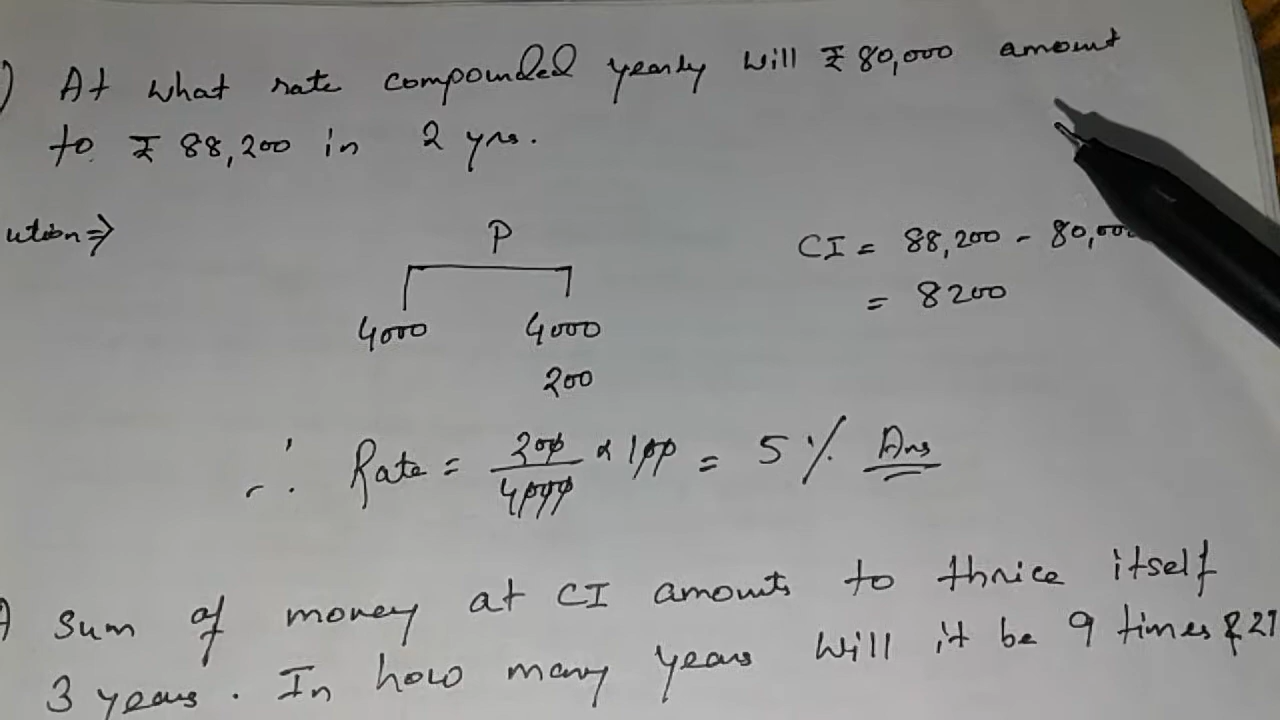 ) At what rate compounded yearly will ₹ 80,000 amount
to ₹ 88,200 in 2 yrs.
ution ⇒
P
CI = 88,200 - 80,000
= 8200
4000 4000
200
∴ Rate = 200/4000 × 100 = 5 % Ans
A sum of money at CI amounts to thrice itself
3 years. In how many years will it be 9 times & 27